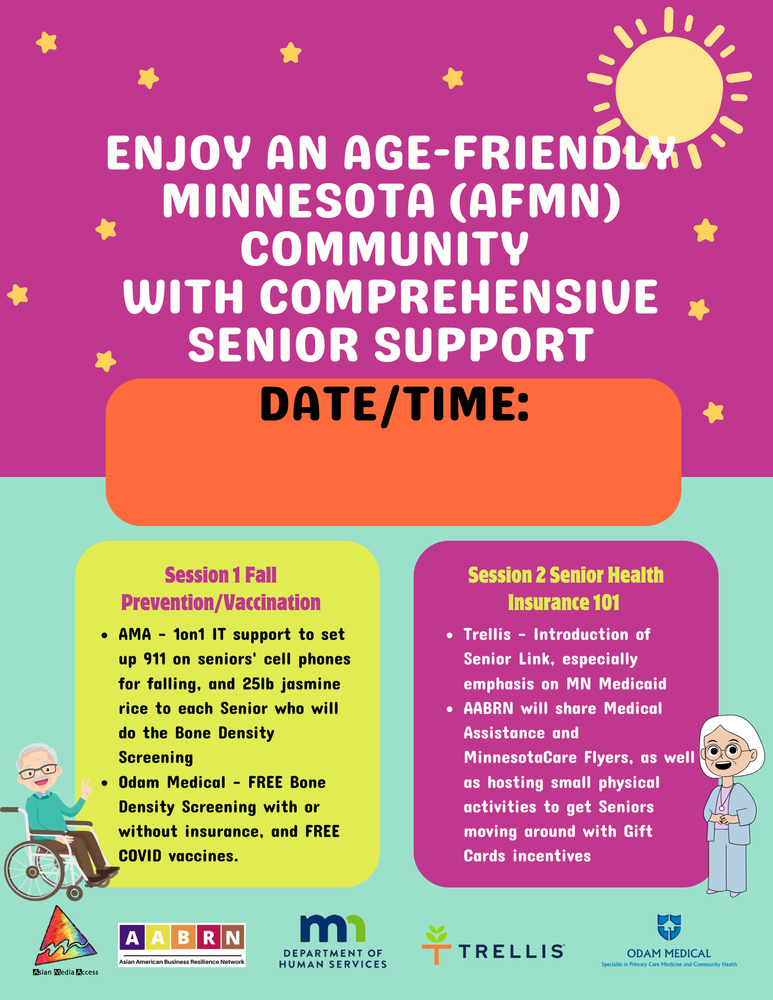 ENJOY AN AGE-FRIENDLY
MINNESOTA (AFMN)
COMMUNITY
WITH COMPREHENSIVE
SENIOR SUPPORT
DATE/TIME:
Session 1 Fall
Prevention/Vaccination
• AMA - 1on1 IT support to set
up 911 on seniors' cell phones
for falling, and 25lb jasmine
rice to each Senior who will
do the Bone Density
Screening
• Odam Medical - FREE Bone
Density Screening with or
without insurance, and FREE
COVID vaccines.
Session 2 Senior Health
Insurance 101
• Trellis - Introduction of
Senior Link, especially
emphasis on MN Medicaid
• AABRN will share Medical
Assistance and
MinnesotaCare Flyers, as well
as hosting small physical
activities to get Seniors
moving around with Gift
Cards incentives
Asian Media Access
AABRN
Asian American Business Resilience Network
mn
DEPARTMENT OF
HUMAN SERVICES
TRELLIS
ODAM MEDICAL
Specialist in Primary Care Medicine and Community Health